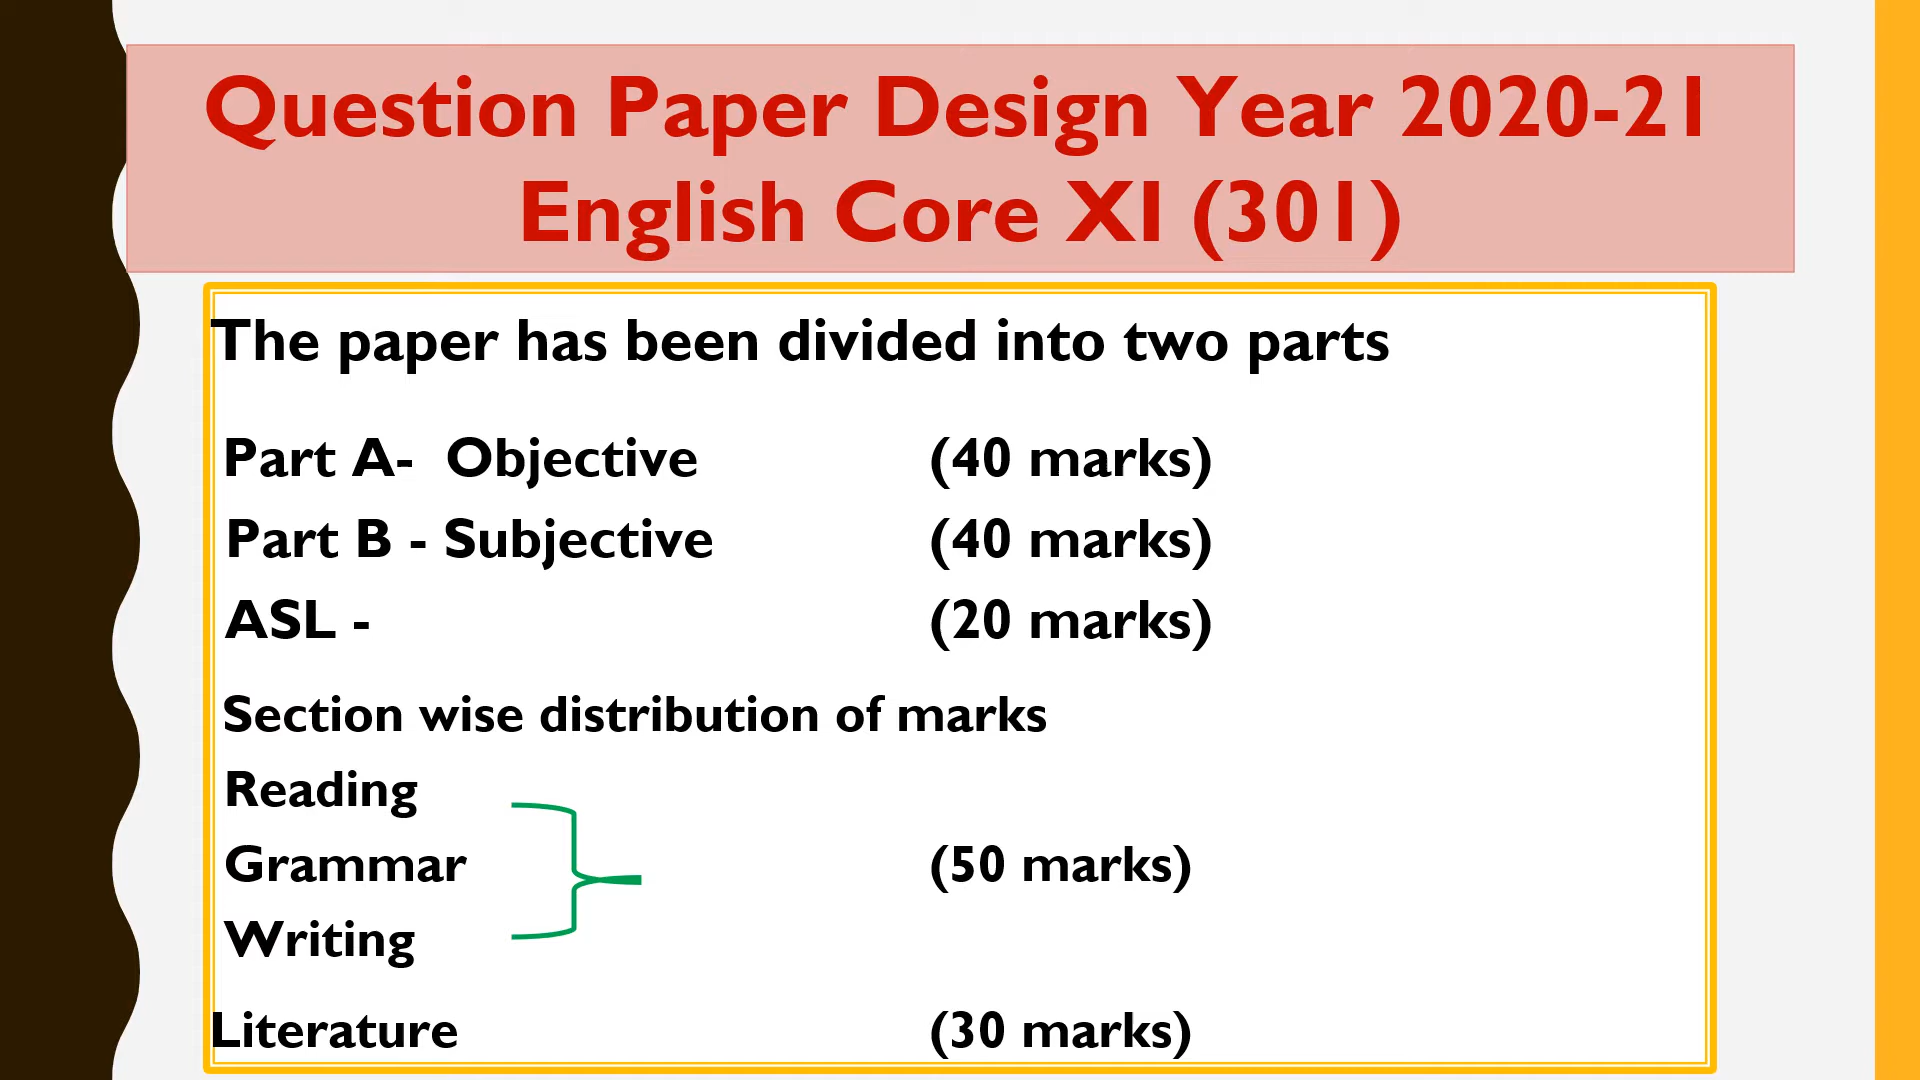 Question Paper Design Year 2020-21
English Core XI (301)
The paper has been divided into two parts
Part A-  Objective (40 marks)
Part B - Subjective (40 marks)
ASL - (20 marks)
Section wise distribution of marks
Reading
Grammar (50 marks)
Writing
Literature (30 marks)